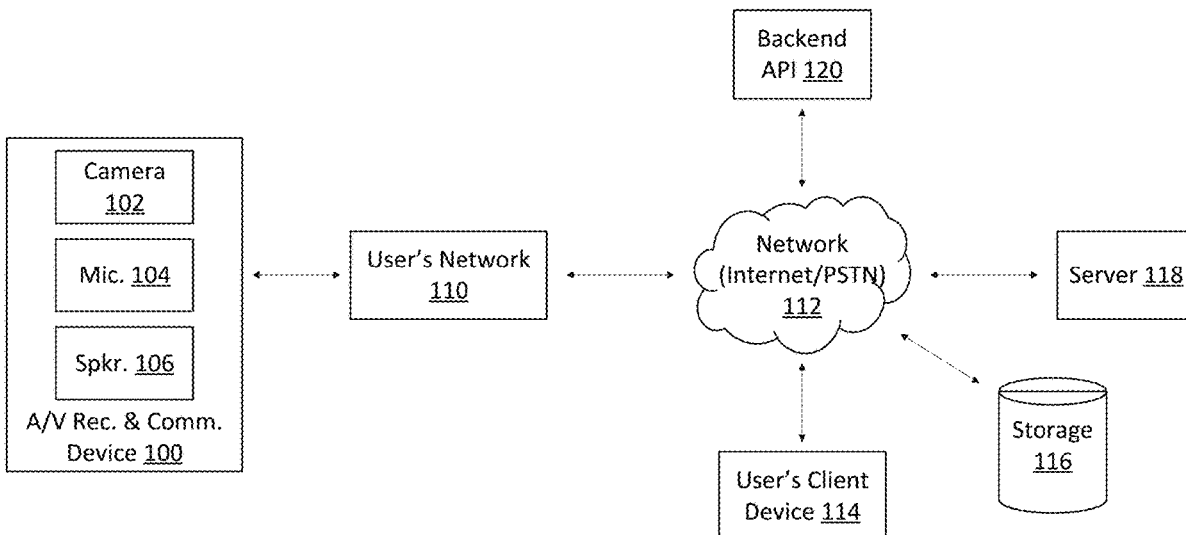 Backend
API 120
Camera
102
Mic. 104
Spkr. 106
A/V Rec. & Comm.
Device 100
User's Network
110
Network
(Internet/PSTN)
112
Server 118
Storage
116
User's Client
Device 114